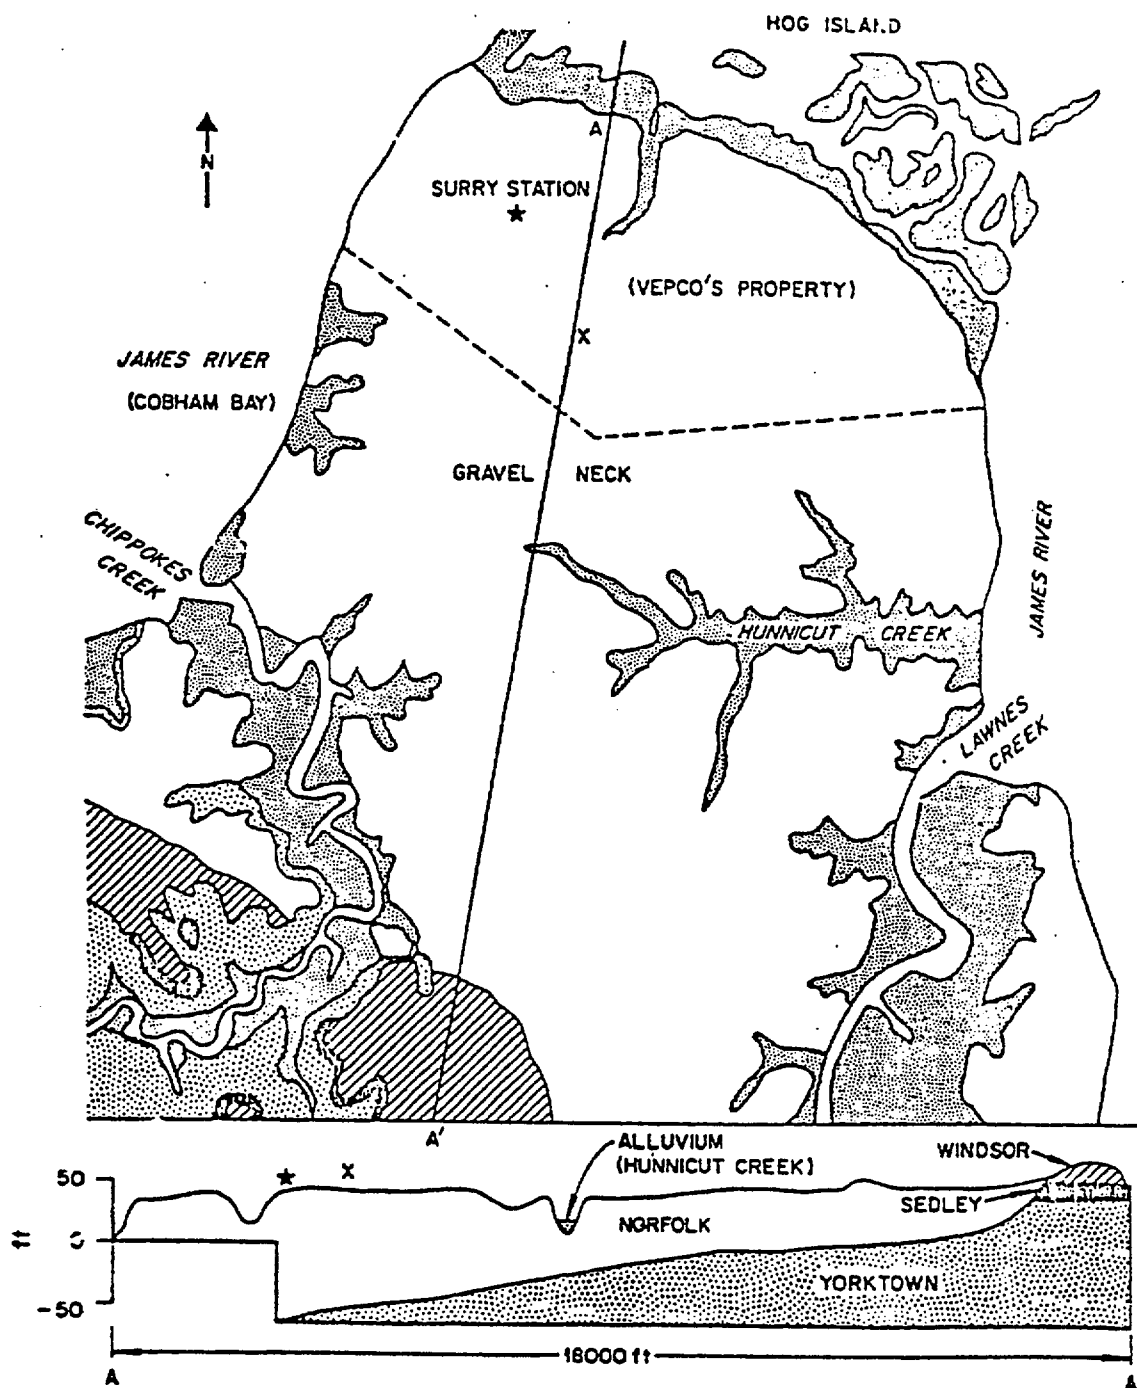 HOG ISLAND
N
A
SURRY STATION
(VEPCO'S PROPERTY)
X
JAMES RIVER
(COBHAM BAY)
GRAVEL NECK
CHIPPOKES
CREEK
JAMES RIVER
HUNNICUT CREEK
LAWNES
CREEK
A'
ALLUVIUM
(HUNNICUT CREEK)
WINDSOR
X
50
SEDLEY
NORFOLK
ft
0
YORKTOWN
-50
18000 ft
A
A